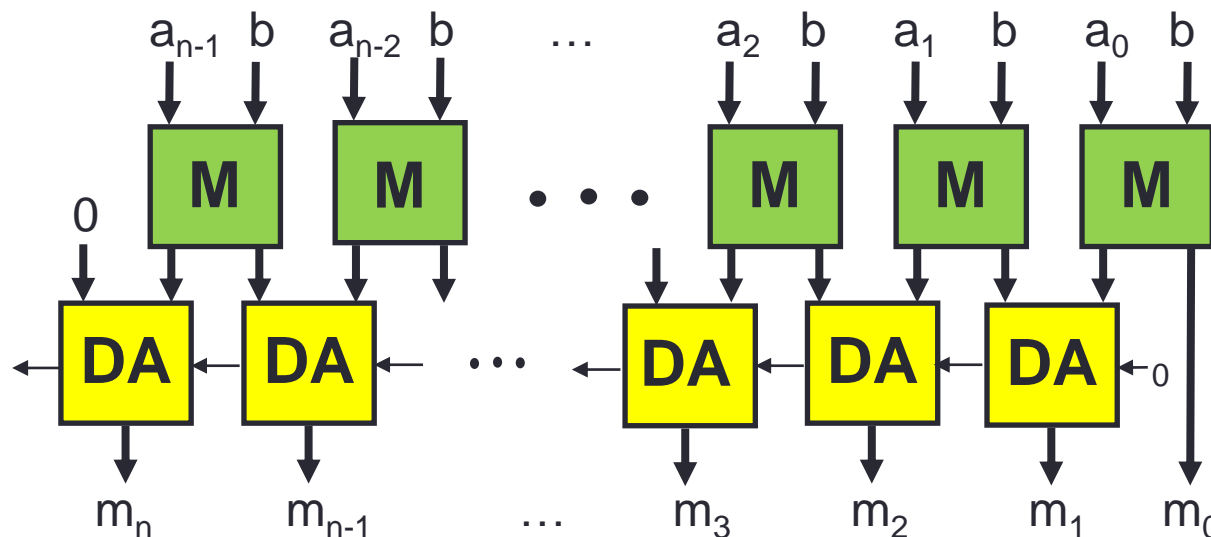 aₙ₋₁ b aₙ₋₂ b … a₂ b a₁ b a₀ b
M M • • • M M M
0
DA DA • • • DA DA DA 0
mₙ mₙ₋₁ … m₃ m₂ m₁ m₀